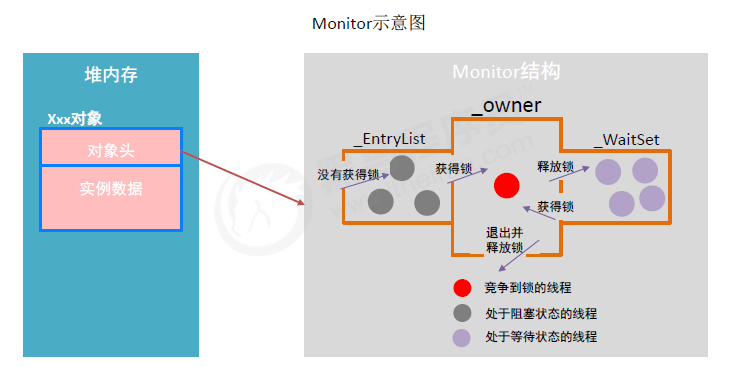 Monitor示意图
堆内存
Xxx对象
对象头
实例数据
Monitor结构
_owner
_EntryList
_WaitSet
没有获得锁
获得锁
释放锁
获得锁
退出并
释放锁
竞争到锁的线程
处于阻塞状态的线程
处于等待状态的线程